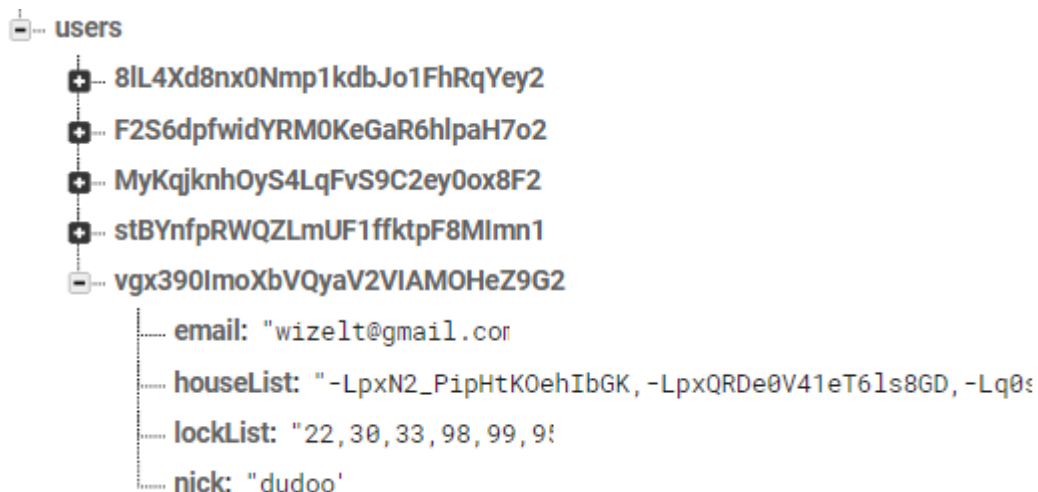 users
8lL4Xd8nx0Nmp1kdbJo1FhRqYey2
F2S6dpfwidYRM0KeGaR6hlpaH7o2
MyKqjknhOyS4LqFvS9C2ey0ox8F2
stBYnfpRWQZLmUF1ffktpF8MImn1
vgx390ImoXbVQyaV2VIAMOHeZ9G2
email: "wizelt@gmail.com
houseList: "-LpxN2_PipHtKOehIbGK,-LpxQRDe0V41eT6ls8GD,-Lq0s
lockList: "22,30,33,98,99,95
nick: "dudoo"